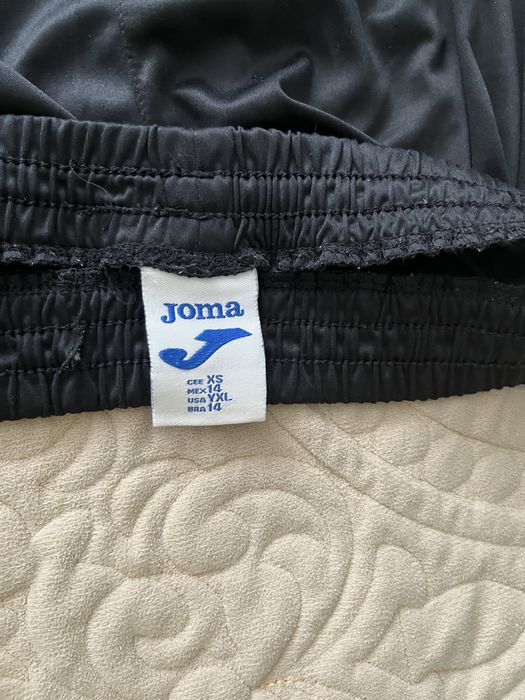 Joma
CEE XS
MEX 14
USA YXL
BRA 14